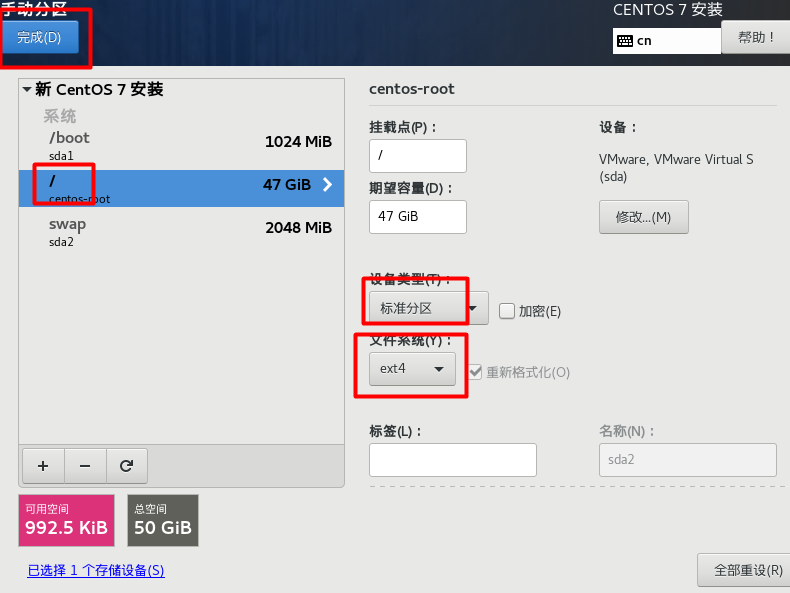 手动分区
CENTOS 7 安装
完成(D)
cn
帮助！
新 CentOS 7 安装
系统
/boot
1024 MiB
sda1
/
47 GiB
centos-root
swap
2048 MiB
sda2
centos-root
挂载点(P)：
/
设备：
VMware, VMware Virtual S
(sda)
期望容量(D)：
47 GiB
修改...(M)
设备类型(T)：
标准分区
加密(E)
文件系统(Y)：
ext4
重新格式化(O)
标签(L)：
名称(N)：
sda2
+
−
可用空间
992.5 KiB
总空间
50 GiB
已选择 1 个存储设备(S)
全部重设(R)